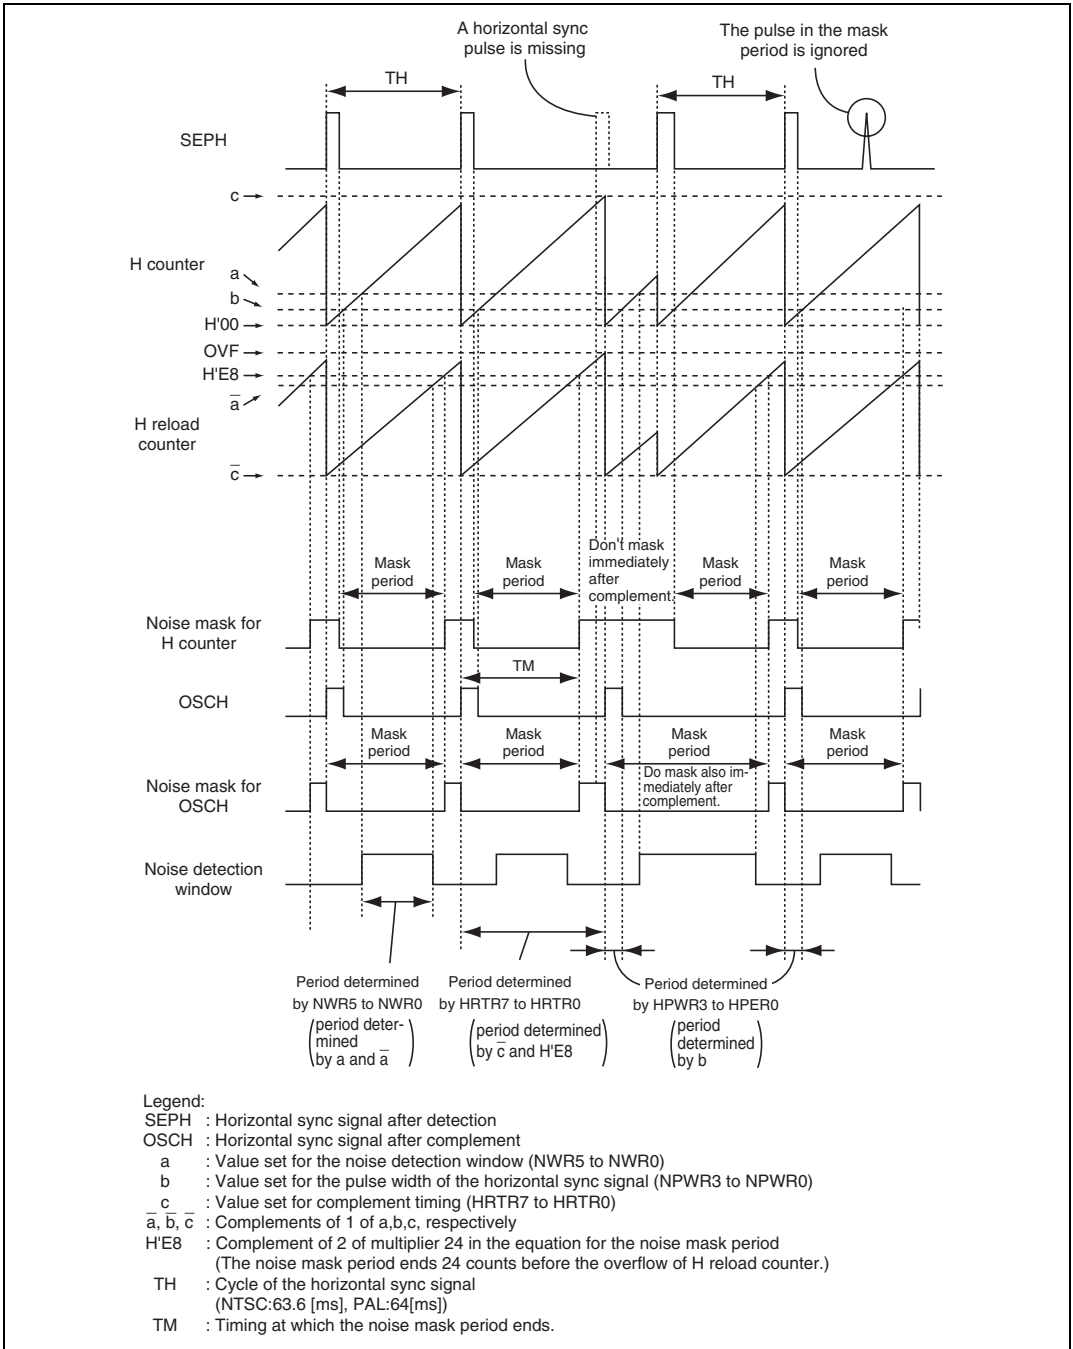 A horizontal sync
pulse is missing
The pulse in the mask
period is ignored
TH
TH
SEPH
c
H counter
a
b
H'00
OVF
H'E8
a̅
H reload
counter
c̅
Mask
period
Mask
period
Don't mask
immediately
after
complement.
Mask
period
Mask
period
Noise mask for
H counter
TM
OSCH
Mask
period
Mask
period
Mask
period
Mask
period
Do mask also im-
mediately after
complement.
Noise mask for
OSCH
Noise detection
window
Period determined
by NWR5 to NWR0
(period deter-
mined
by a and a̅)
Period determined
by HRTR7 to HRTR0
(period determined
by c̅ and H'E8)
Period determined
by HPWR3 to HPER0
(period
determined
by b)
Legend:
SEPH : Horizontal sync signal after detection
OSCH : Horizontal sync signal after complement
a : Value set for the noise detection window (NWR5 to NWR0)
b : Value set for the pulse width of the horizontal sync signal (NPWR3 to NPWR0)
c : Value set for complement timing (HRTR7 to HRTR0)
a̅, b̅, c̅ : Complements of 1 of a,b,c, respectively
H'E8 : Complement of 2 of multiplier 24 in the equation for the noise mask period
(The noise mask period ends 24 counts before the overflow of H reload counter.)
TH : Cycle of the horizontal sync signal
(NTSC:63.6 [ms], PAL:64[ms])
TM : Timing at which the noise mask period ends.